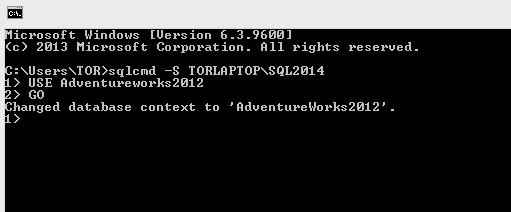 C:\.
Microsoft Windows [Version 6.3.9600]
(c) 2013 Microsoft Corporation. All rights reserved.
C:\Users\TOR>sqlcmd -S TORLAPTOP\SQL2014
1> USE Adventureworks2012
2> GO
Changed database context to 'AdventureWorks2012'.
1>